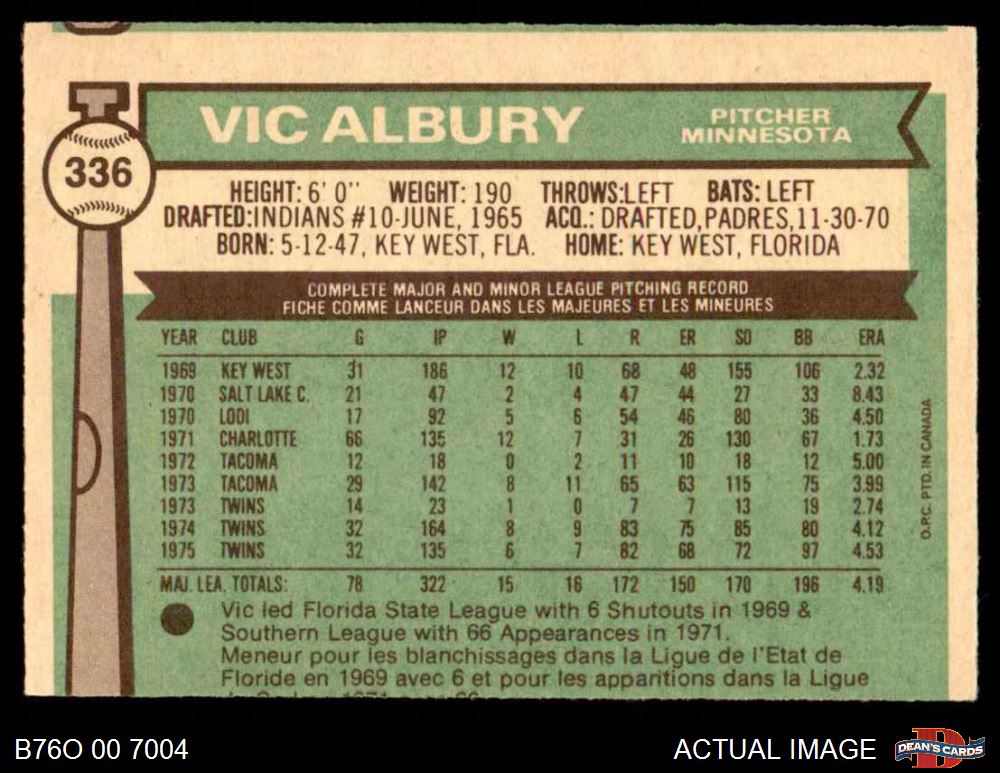 VIC ALBURY
PITCHER
MINNESOTA
336
HEIGHT: 6' 0" WEIGHT: 190 THROWS:LEFT BATS: LEFT
DRAFTED:INDIANS #10-JUNE, 1965 ACQ.: DRAFTED,PADRES,11-30-70
BORN: 5-12-47, KEY WEST, FLA. HOME: KEY WEST, FLORIDA
COMPLETE MAJOR AND MINOR LEAGUE PITCHING RECORD
FICHE COMME LANCEUR DANS LES MAJEURES ET LES MINEURES
YEAR CLUB G IP W L R ER SO BB ERA
1969 KEY WEST 31 186 12 10 68 48 155 106 2.32
1970 SALT LAKE C. 21 47 2 4 47 44 27 33 8.43
1970 LODI 17 92 5 6 54 46 80 36 4.50
1971 CHARLOTTE 66 135 12 7 31 26 130 67 1.73
1972 TACOMA 12 18 0 2 11 10 18 12 5.00
1973 TACOMA 29 142 8 11 65 63 115 75 3.99
1973 TWINS 14 23 1 0 7 7 13 19 2.74
1974 TWINS 32 164 8 9 83 75 85 80 4.12
1975 TWINS 32 135 6 7 82 68 72 97 4.53
MAJ. LEA. TOTALS: 78 322 15 16 172 150 170 196 4.19
Vic led Florida State League with 6 Shutouts in 1969 &
Southern League with 66 Appearances in 1971.
Meneur pour les blanchissages dans la Ligue de l'Etat de
Floride en 1969 avec 6 et pour les apparitions dans la Ligue
O.P.C. PTD. IN CANADA
B76O 00 7004
ACTUAL IMAGE
DEAN'S CARDS